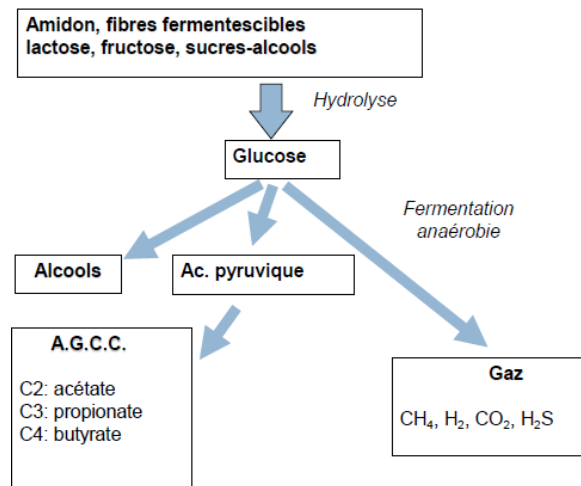 Amidon, fibres fermentescibles
lactose, fructose, sucres-alcools
Hydrolyse
Glucose
Fermentation
anaérobie
Alcools
Ac. pyruvique
A.G.C.C.
C2: acétate
C3: propionate
C4: butyrate
Gaz
CH₄, H₂, CO₂, H₂S